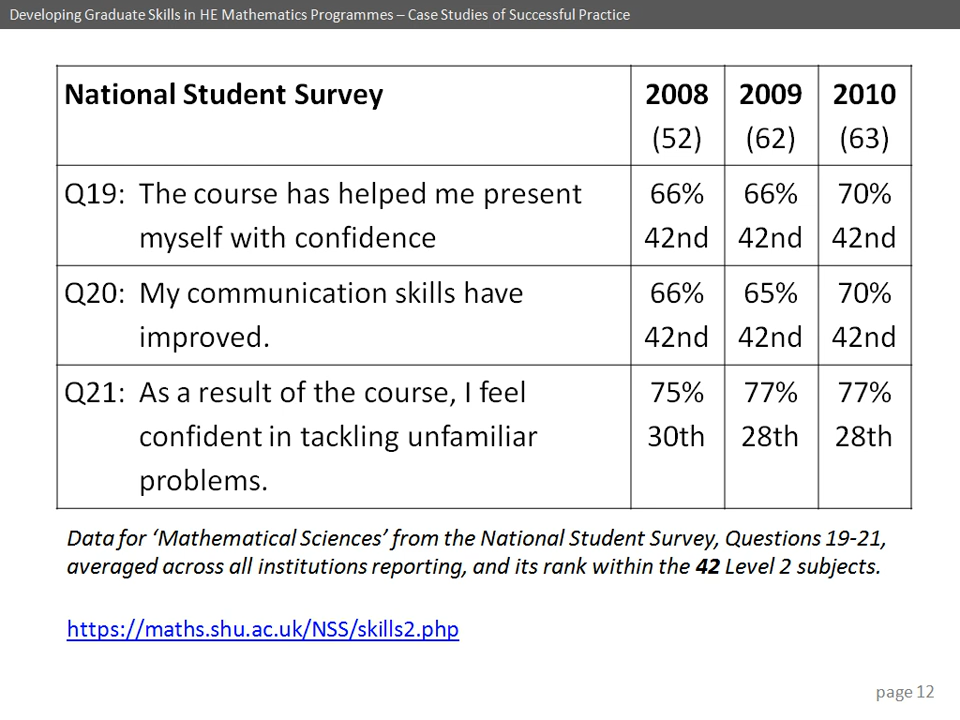 Developing Graduate Skills in HE Mathematics Programmes – Case Studies of Successful Practice
National Student Survey 2008 2009 2010
(52) (62) (63)
Q19: The course has helped me present 66% 66% 70%
myself with confidence 42nd 42nd 42nd
Q20: My communication skills have 66% 65% 70%
improved. 42nd 42nd 42nd
Q21: As a result of the course, I feel 75% 77% 77%
confident in tackling unfamiliar 30th 28th 28th
problems.
Data for ‘Mathematical Sciences’ from the National Student Survey, Questions 19-21,
averaged across all institutions reporting, and its rank within the 42 Level 2 subjects.
https://maths.shu.ac.uk/NSS/skills2.php
page 12